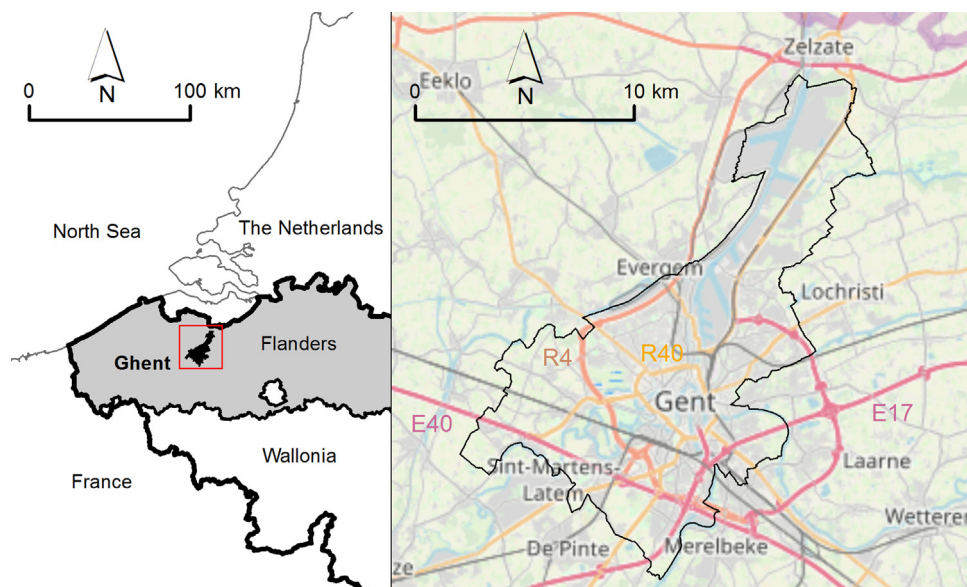 0
100 km
N
North Sea
The Netherlands
Ghent
Flanders
Wallonia
France
0
10 km
N
Zelzate
Eeklo
Evergem
Lochristi
R4
R40
Gent
E40
E17
Sint-Martens-
Latem
Laarne
Wetteren
De Pinte
Merelbeke
ze